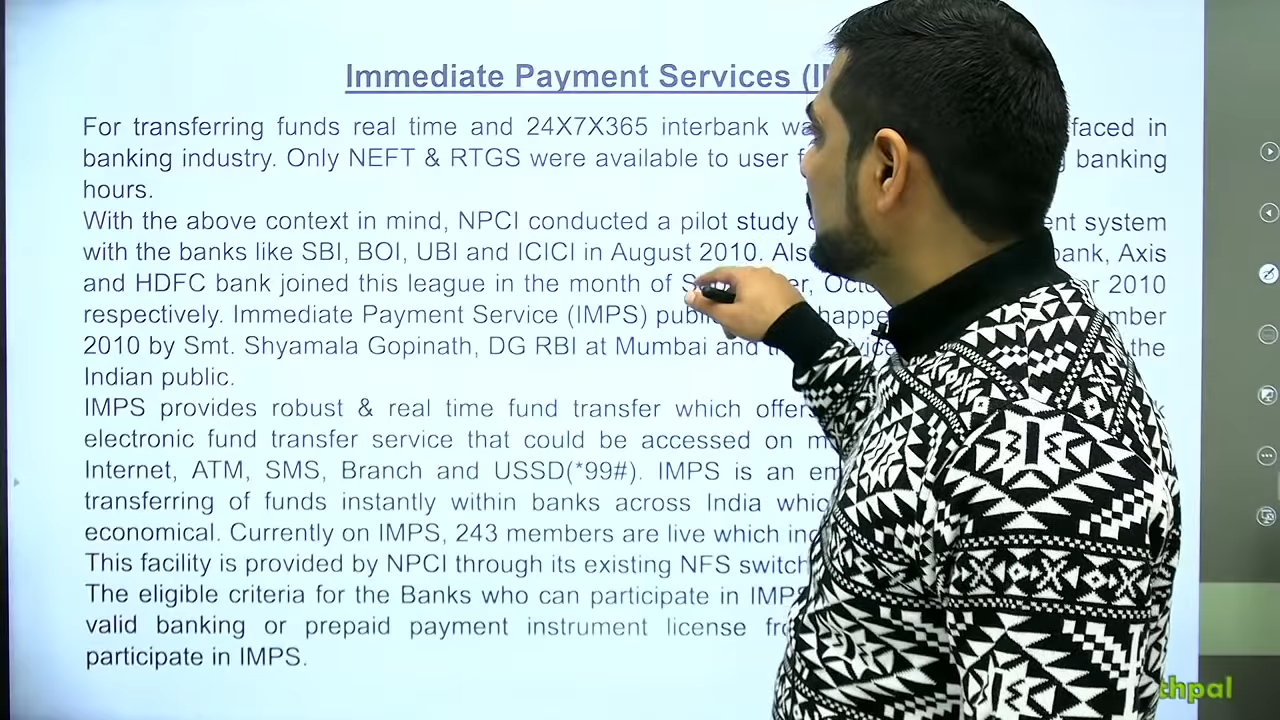 Immediate Payment Services (I
For transferring funds real time and 24X7X365 interbank wa faced in
banking industry. Only NEFT & RTGS were available to user banking
hours.
With the above context in mind, NPCI conducted a pilot study ent system
with the banks like SBI, BOI, UBI and ICICI in August 2010. Als bank, Axis
and HDFC bank joined this league in the month of S er, Octo r 2010
respectively. Immediate Payment Service (IMPS) publ happe mber
2010 by Smt. Shyamala Gopinath, DG RBI at Mumbai and the
Indian public.
IMPS provides robust & real time fund transfer which offers
electronic fund transfer service that could be accessed on m
Internet, ATM, SMS, Branch and USSD(*99#). IMPS is an em
transferring of funds instantly within banks across India whic
economical. Currently on IMPS, 243 members are live which inc
This facility is provided by NPCI through its existing NFS switch
The eligible criteria for the Banks who can participate in IMPS
valid banking or prepaid payment instrument license fr
participate in IMPS.
thpal